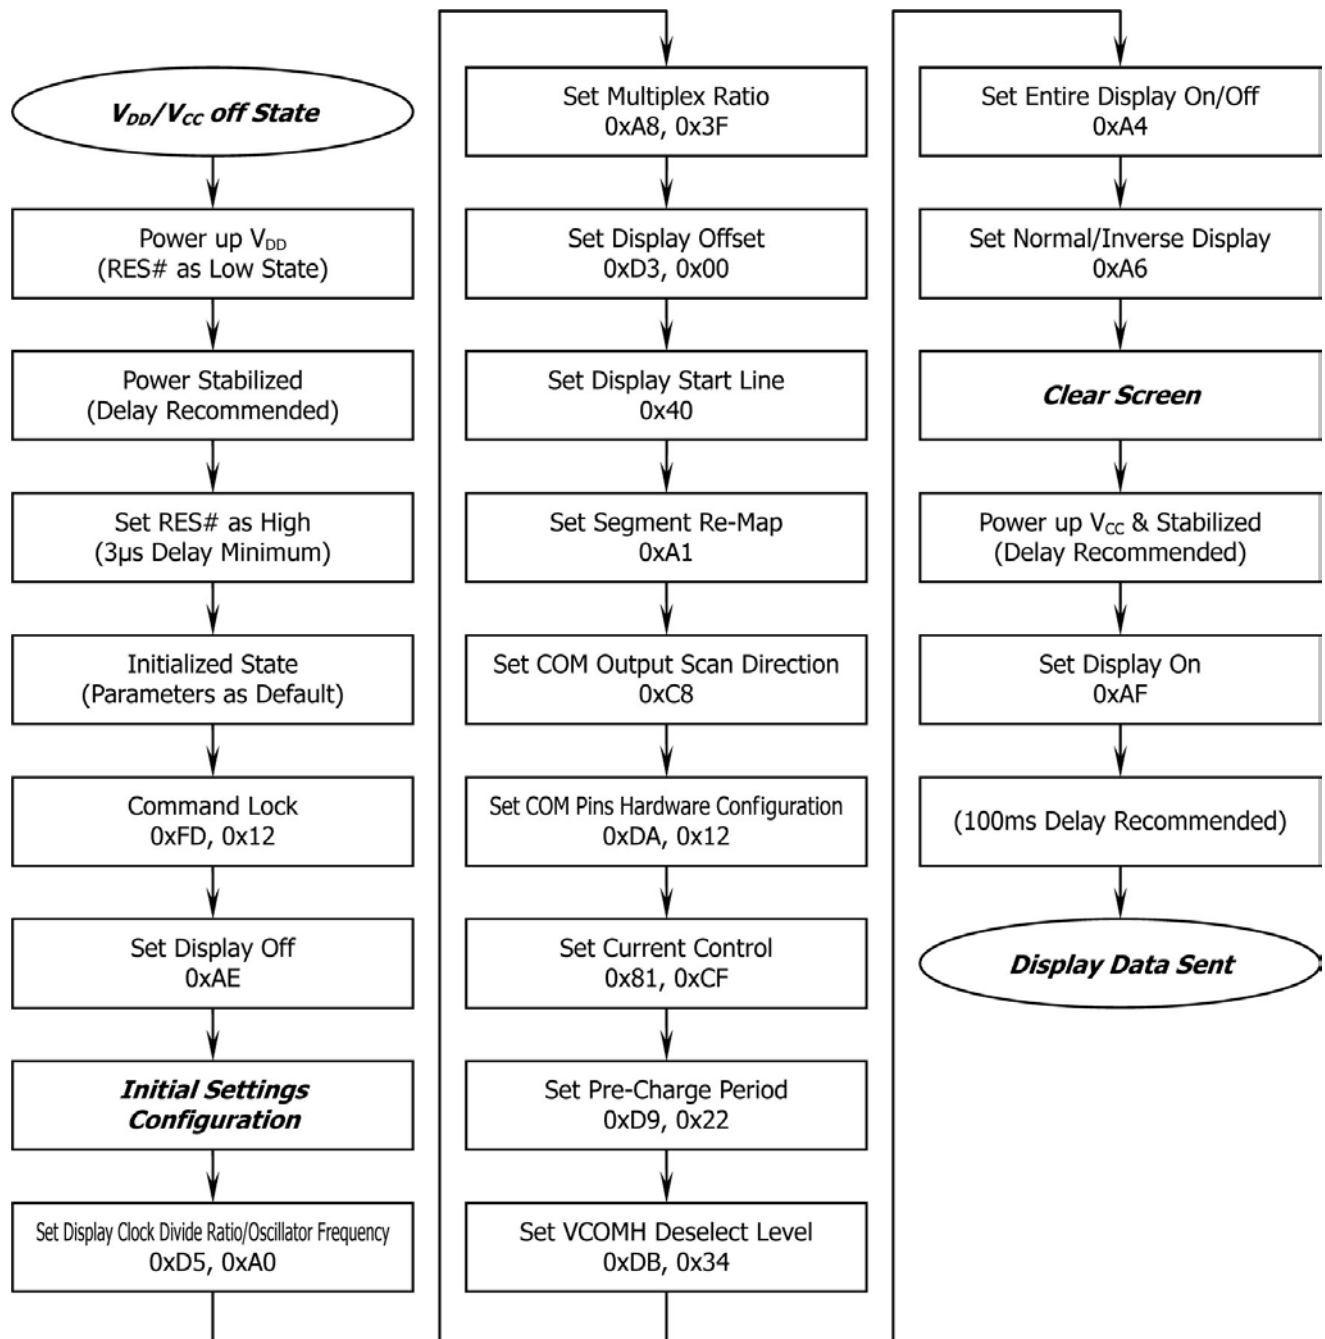 V_DD/V_CC off State
Power up V_DD
(RES# as Low State)
Power Stabilized
(Delay Recommended)
Set RES# as High
(3µs Delay Minimum)
Initialized State
(Parameters as Default)
Command Lock
0xFD, 0x12
Set Display Off
0xAE
Initial Settings
Configuration
Set Display Clock Divide Ratio/Oscillator Frequency
0xD5, 0xA0
Set Multiplex Ratio
0xA8, 0x3F
Set Display Offset
0xD3, 0x00
Set Display Start Line
0x40
Set Segment Re-Map
0xA1
Set COM Output Scan Direction
0xC8
Set COM Pins Hardware Configuration
0xDA, 0x12
Set Current Control
0x81, 0xCF
Set Pre-Charge Period
0xD9, 0x22
Set VCOMH Deselect Level
0xDB, 0x34
Set Entire Display On/Off
0xA4
Set Normal/Inverse Display
0xA6
Clear Screen
Power up V_CC & Stabilized
(Delay Recommended)
Set Display On
0xAF
(100ms Delay Recommended)
Display Data Sent